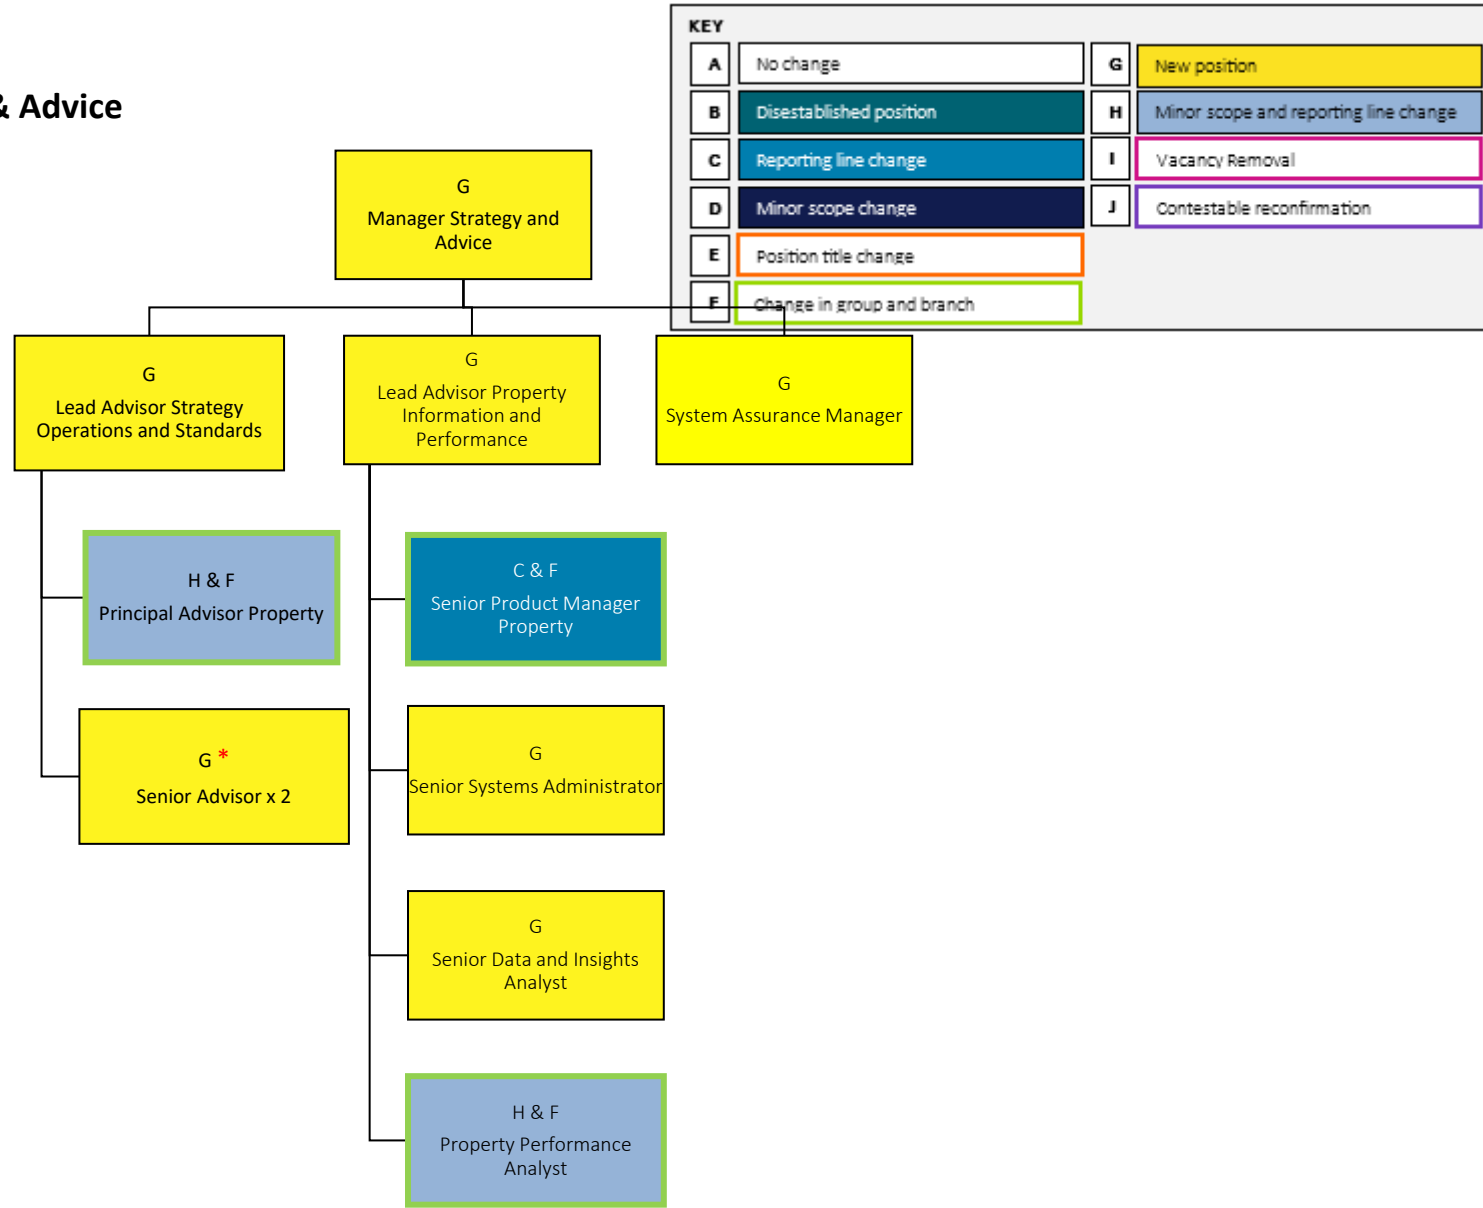 & Advice
KEY
A No change
B Disestablished position
C Reporting line change
D Minor scope change
E Position title change
F Change in group and branch
G New position
H Minor scope and reporting line change
I Vacancy Removal
J Contestable reconfirmation
G
Manager Strategy and
Advice
G
Lead Advisor Strategy
Operations and Standards
G
Lead Advisor Property
Information and
Performance
G
System Assurance Manager
H & F
Principal Advisor Property
G *
Senior Advisor x 2
C & F
Senior Product Manager
Property
G
Senior Systems Administrator
G
Senior Data and Insights
Analyst
H & F
Property Performance
Analyst